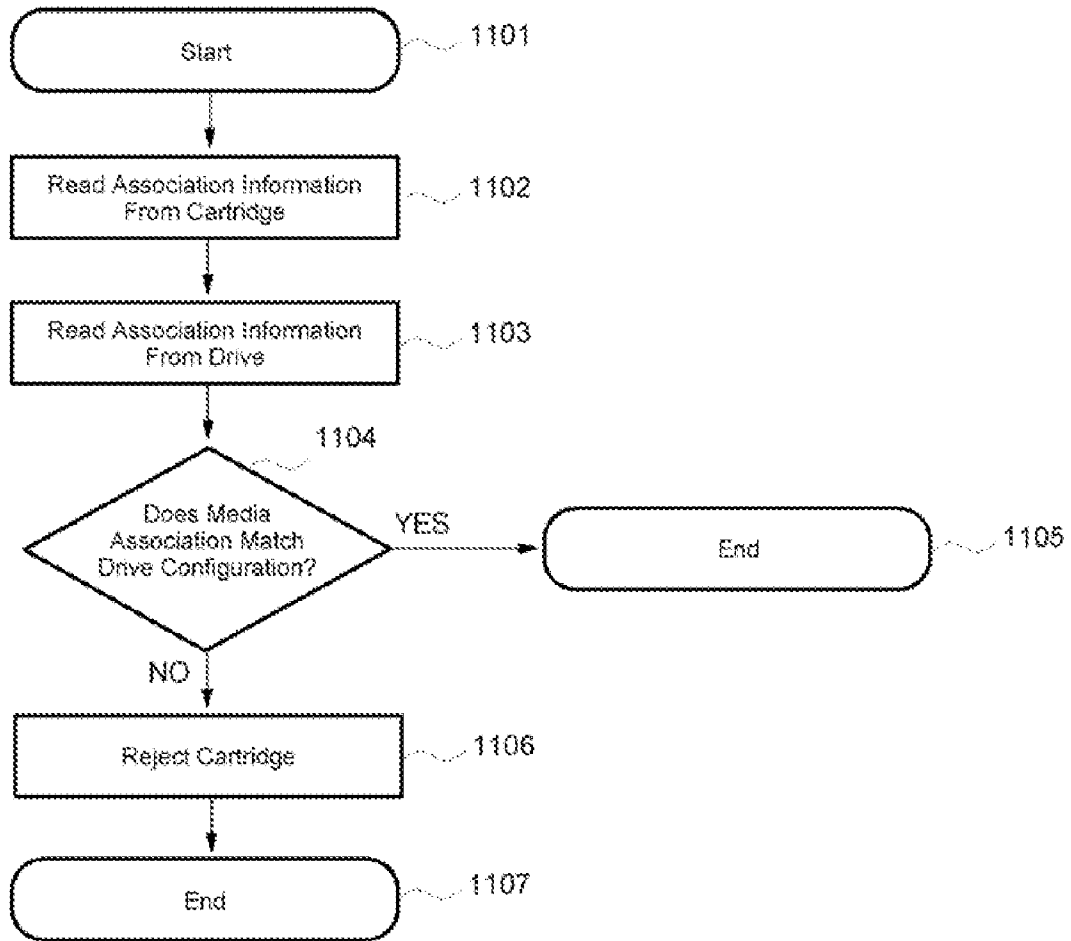 Start
1101
Read Association Information
From Cartridge
1102
Read Association Information
From Drive
1103
1104
Does Media
Association Match
Drive Configuration?
YES
End
1105
NO
Reject Cartridge
1106
End
1107